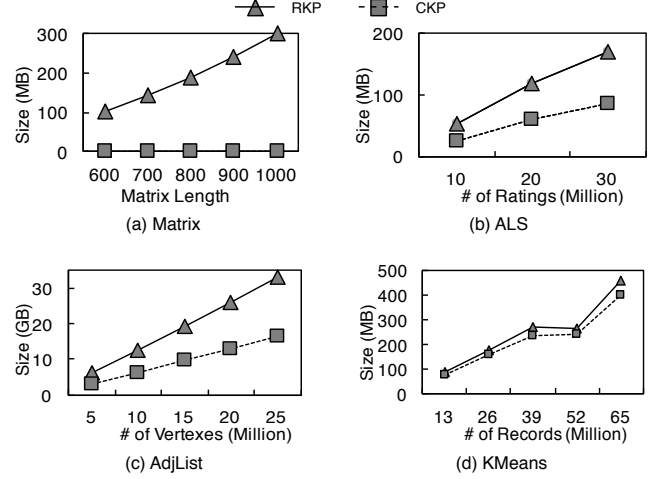 RKP CKP
300
200
100
0
Size (MB)
600 700 800 900 1000
Matrix Length
(a) Matrix
200
100
0
Size (MB)
10 20 30
# of Ratings (Million)
(b) ALS
30
20
10
0
Size (GB)
5 10 15 20 25
# of Vertexes (Million)
(c) AdjList
500
400
300
200
100
0
Size (MB)
13 26 39 52 65
# of Records (Million)
(d) KMeans